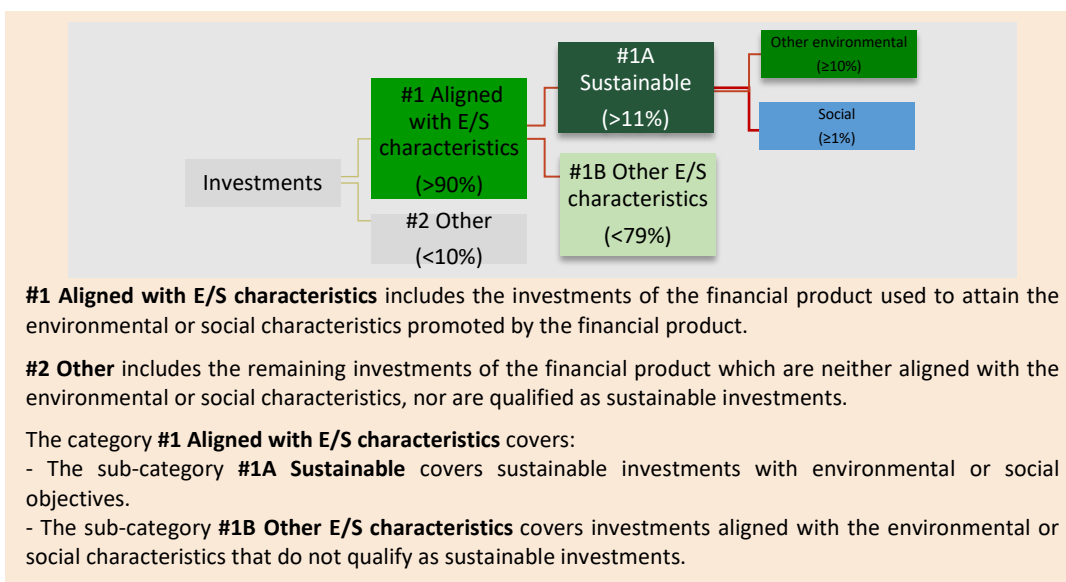 Investments
#1 Aligned
with E/S
characteristics
(>90%)
#2 Other
(<10%)
#1A
Sustainable
(>11%)
#1B Other E/S
characteristics
(<79%)
Other environmental
(≥10%)
Social
(≥1%)
#1 Aligned with E/S characteristics includes the investments of the financial product used to attain the
environmental or social characteristics promoted by the financial product.
#2 Other includes the remaining investments of the financial product which are neither aligned with the
environmental or social characteristics, nor are qualified as sustainable investments.
The category #1 Aligned with E/S characteristics covers:
- The sub-category #1A Sustainable covers sustainable investments with environmental or social
objectives.
- The sub-category #1B Other E/S characteristics covers investments aligned with the environmental or
social characteristics that do not qualify as sustainable investments.